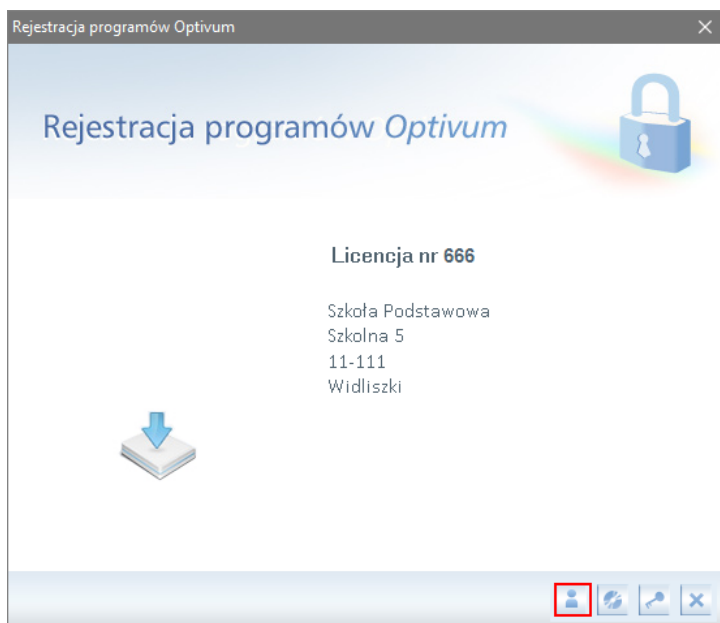 Rejestracja programów Optivum
Rejestracja programów Optivum
Licencja nr 666
Szkoła Podstawowa
Szkolna 5
11-111
Widliszki